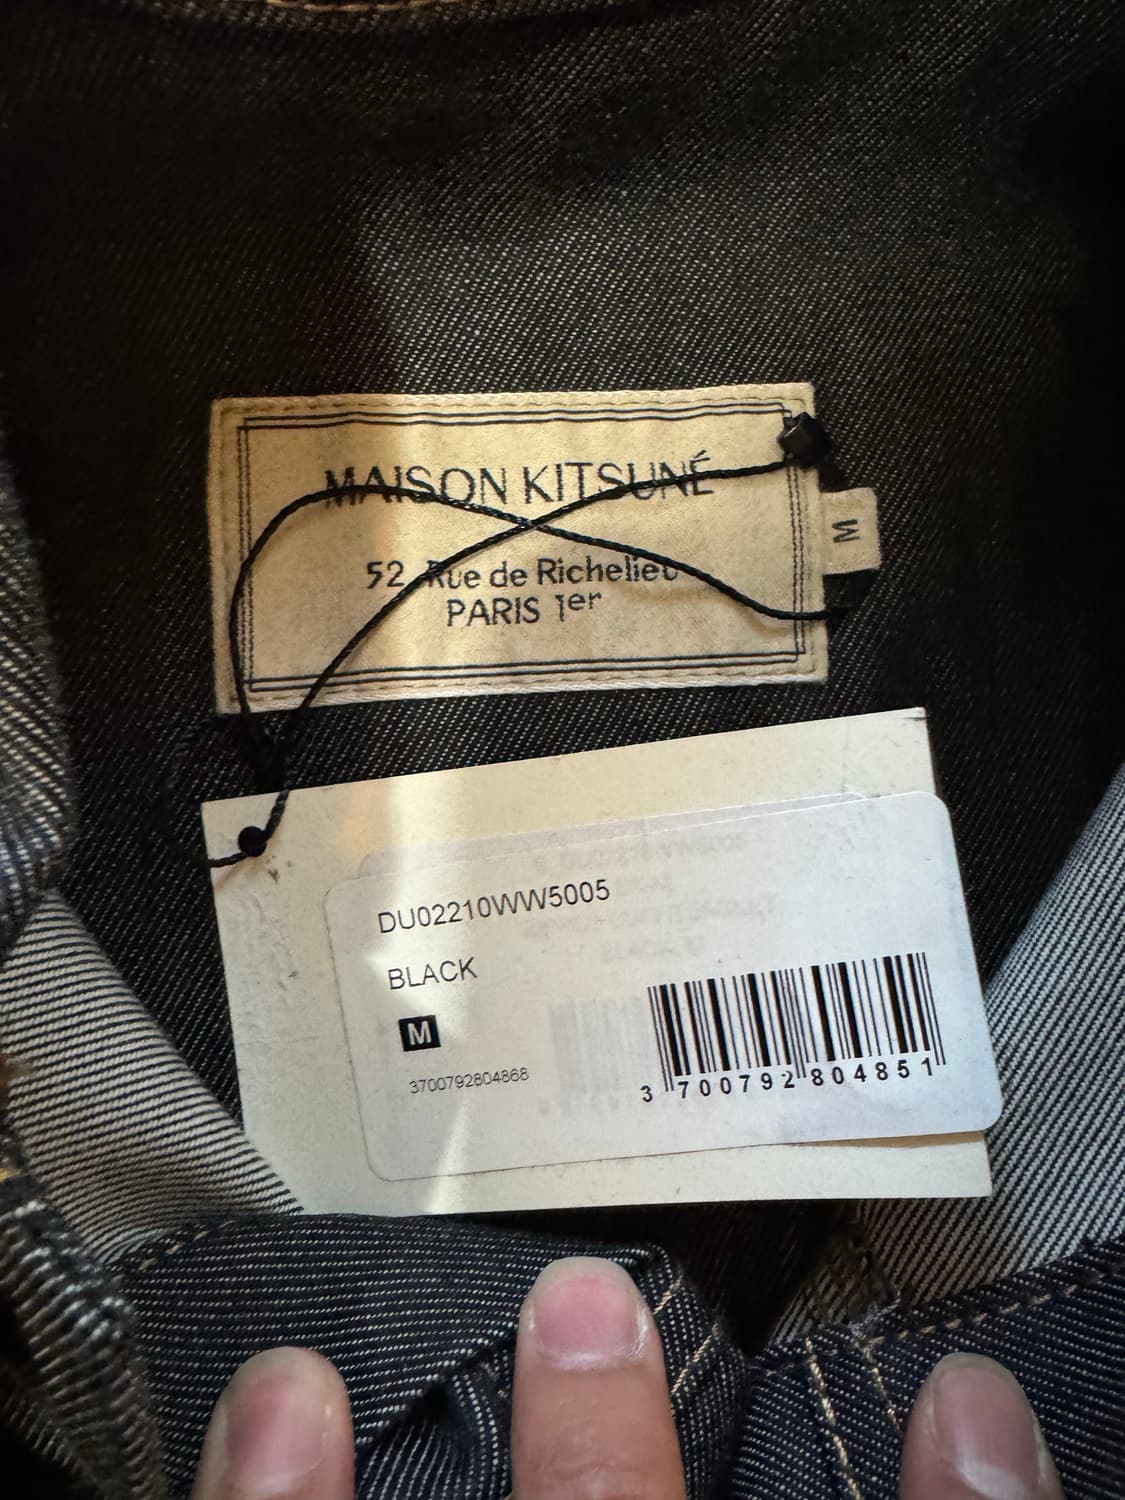 MAISON KITSUNÉ
52 Rue de Richelieu
PARIS 1er
M
DU02210WW5005
BLACK
M
3700792804868
3 700792 804851